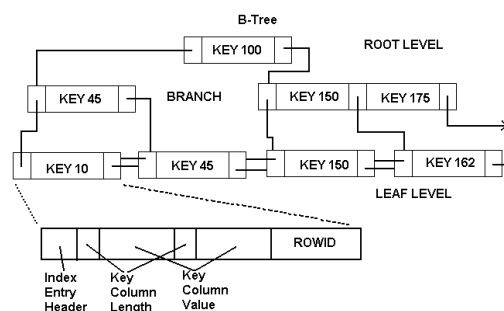 B-Tree
KEY 100
ROOT LEVEL
KEY 45
BRANCH
KEY 150
KEY 175
KEY 10
KEY 45
KEY 150
KEY 162
LEAF LEVEL
ROWID
Index
Entry
Header
Key
Column
Length
Key
Column
Value